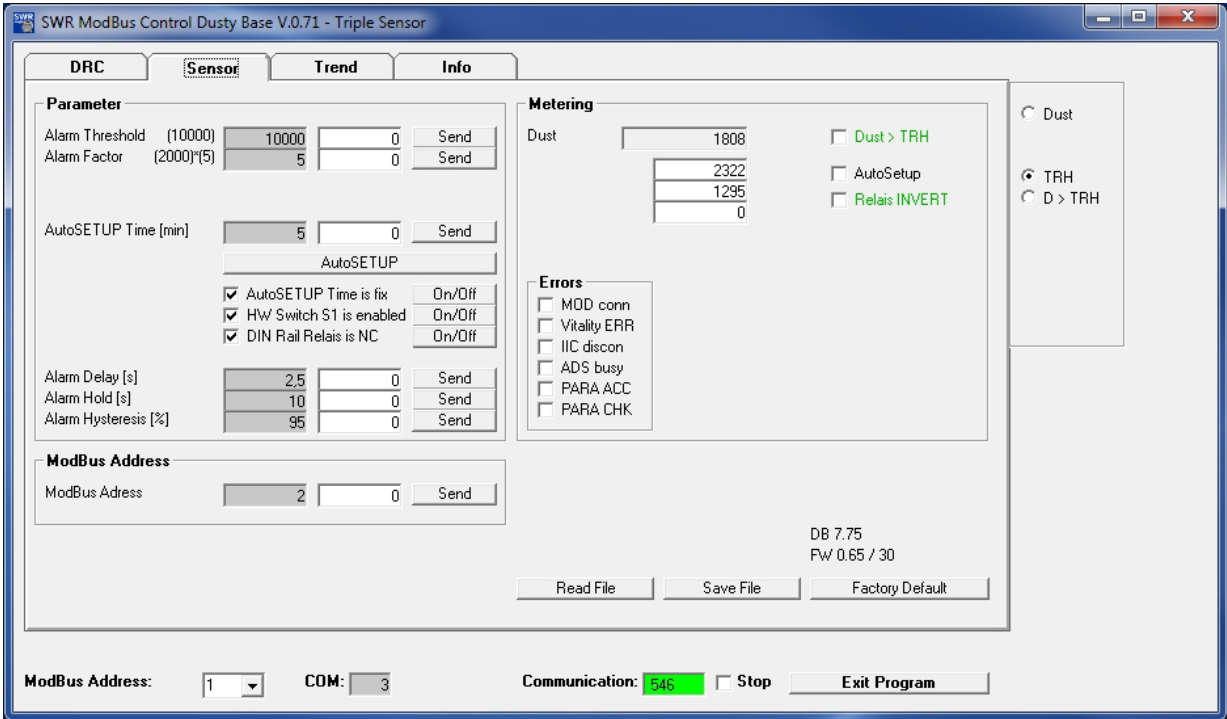 SWR ModBus Control Dusty Base V.0.71 - Triple Sensor
DRC Sensor Trend Info
Parameter
Alarm Threshold (10000) 10000 0 Send
Alarm Factor (2000)*(5) 5 0 Send
AutoSETUP Time [min] 5 0 Send
AutoSETUP
AutoSETUP Time is fix On/Off
HW Switch S1 is enabled On/Off
DIN Rail Relais is NC On/Off
Alarm Delay [s] 2,5 0 Send
Alarm Hold [s] 10 0 Send
Alarm Hysteresis [%] 95 0 Send
ModBus Address
ModBus Adress 2 0 Send
Metering
Dust 1808 Dust > TRH
2322 AutoSetup
1295 Relais INVERT
0
Errors
MOD conn
Vitality ERR
IIC discon
ADS busy
PARA ACC
PARA CHK
DB 7.75
FW 0.65 / 30
Read File Save File Factory Default
Dust
TRH
D > TRH
ModBus Address: 1 COM: 3 Communication: 546 Stop Exit Program